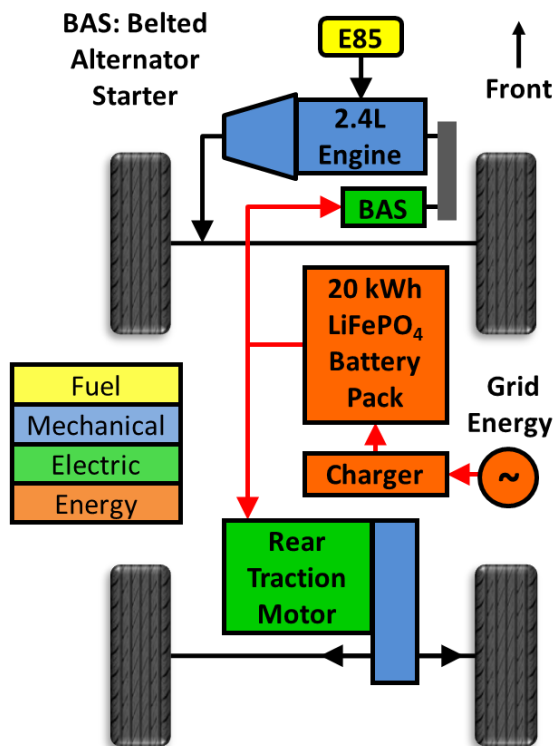 BAS: Belted
Alternator
Starter
E85
Front
2.4L
Engine
BAS
20 kWh
LiFePO₄
Battery
Pack
Grid
Energy
Fuel
Mechanical
Electric
Energy
Charger
~
Rear
Traction
Motor